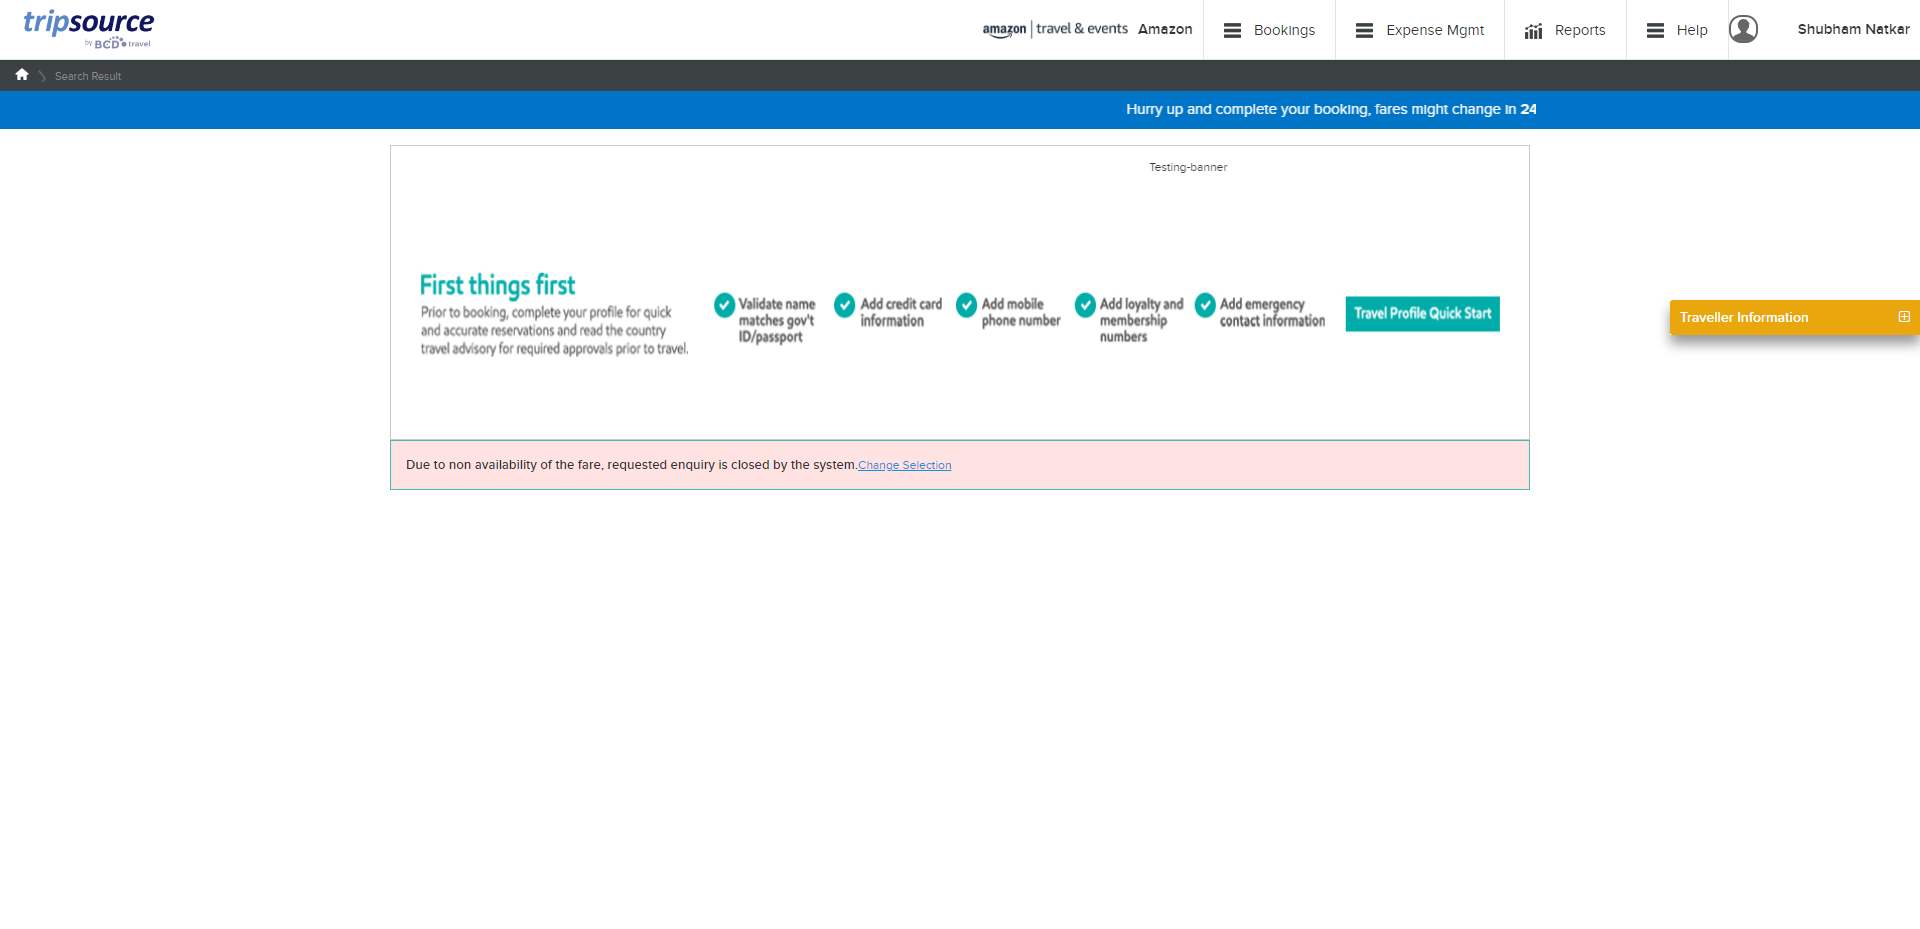 tripsource
by BCD travel
amazon travel & events Amazon Bookings Expense Mgmt Reports Help Shubham Natkar
Search Result
Hurry up and complete your booking, fares might change in 24
Testing-banner
First things first
Prior to booking, complete your profile for quick
and accurate reservations and read the country
travel advisory for required approvals prior to travel.
Validate name
matches gov't
ID/passport
Add credit card
information
Add mobile
phone number
Add loyalty and
membership
numbers
Add emergency
contact information
Travel Profile Quick Start
Traveller Information
Due to non availability of the fare, requested enquiry is closed by the system.Change Selection